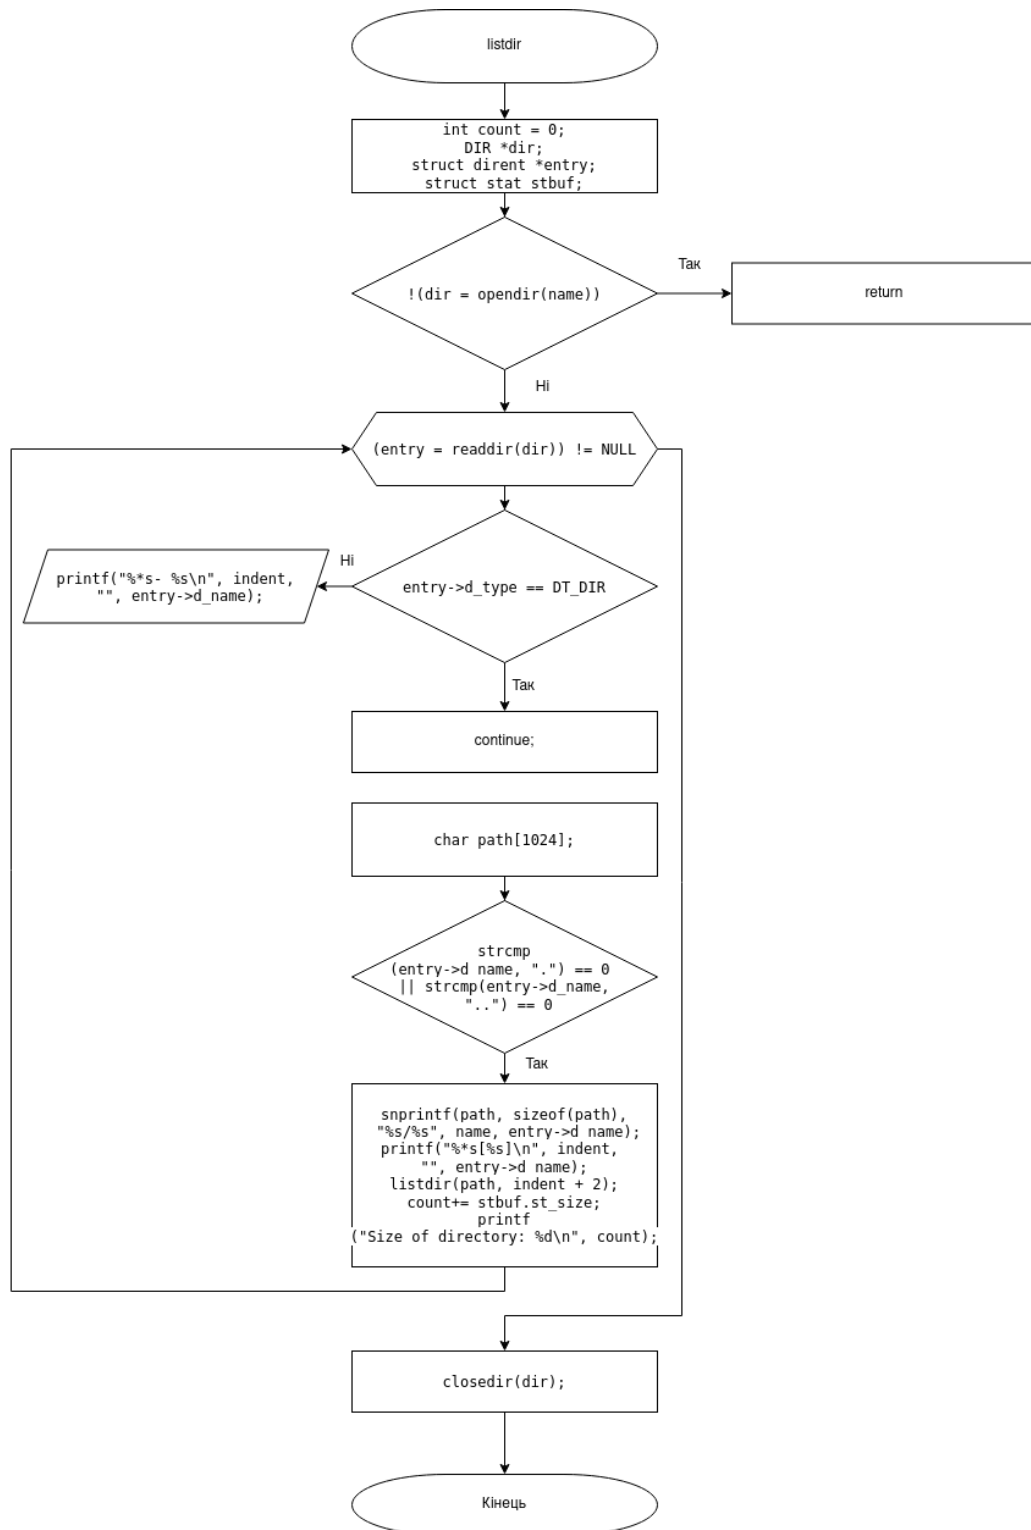 listdir
int count = 0;
DIR *dir;
struct dirent *entry;
struct stat stbuf;
!(dir = opendir(name))
Так
return
Ні
(entry = readdir(dir)) != NULL
entry->d_type == DT_DIR
Ні
printf("%*s- %s\n", indent,
"", entry->d_name);
Так
continue;
char path[1024];
strcmp
(entry->d name, ".") == 0
|| strcmp(entry->d_name,
"..") == 0
Так
snprintf(path, sizeof(path),
"%s/%s", name, entry->d name);
printf("%*s[%s]\n", indent,
"", entry->d name);
listdir(path, indent + 2);
count+= stbuf.st_size;
printf
("Size of directory: %d\n", count);
closedir(dir);
Кінець